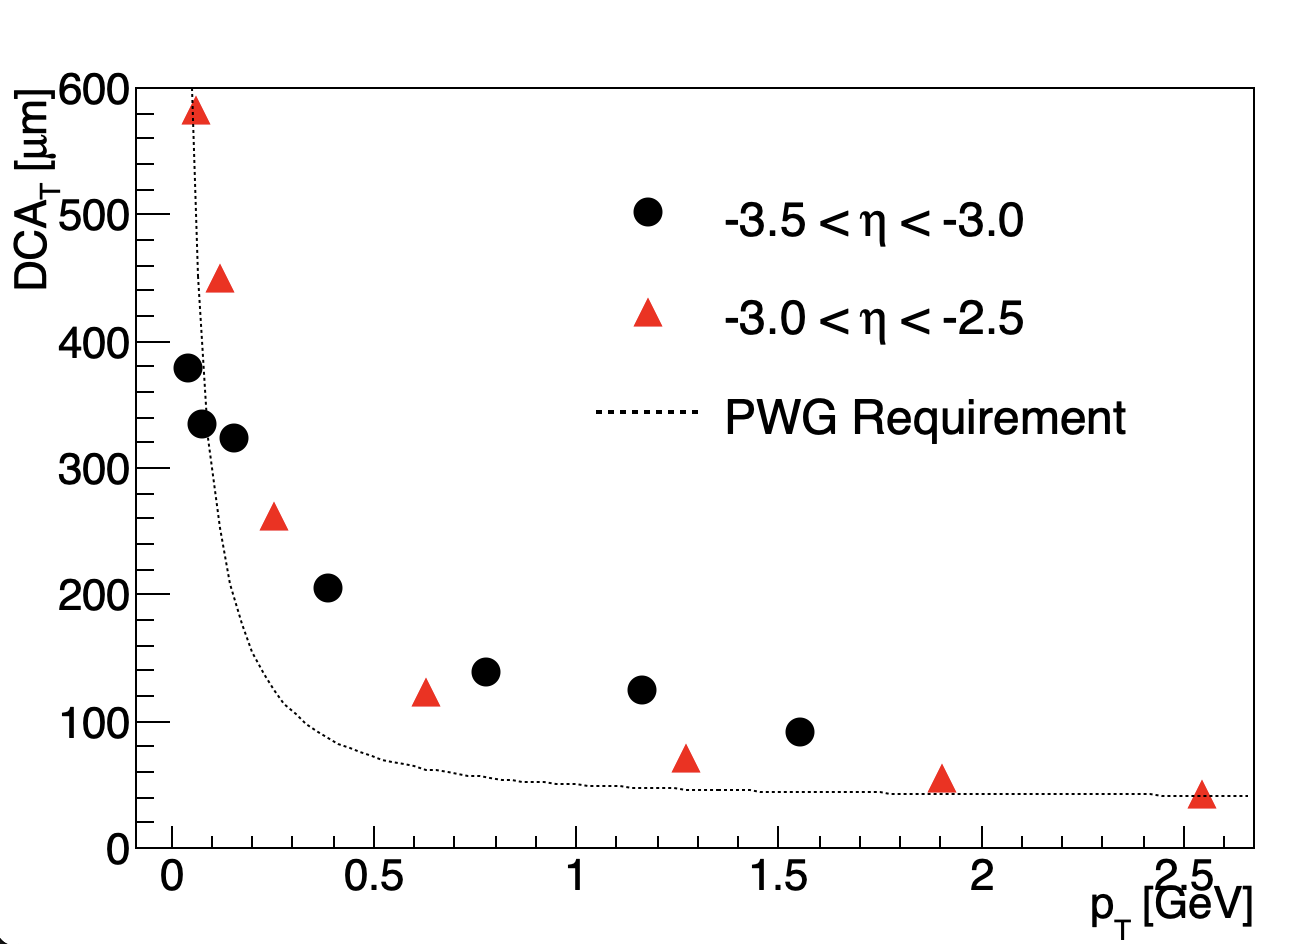 600
500
400
300
200
100
0
DCA_T [μm]
-3.5 < η < -3.0
-3.0 < η < -2.5
PWG Requirement
0 0.5 1 1.5 2 2.5
p_T [GeV]